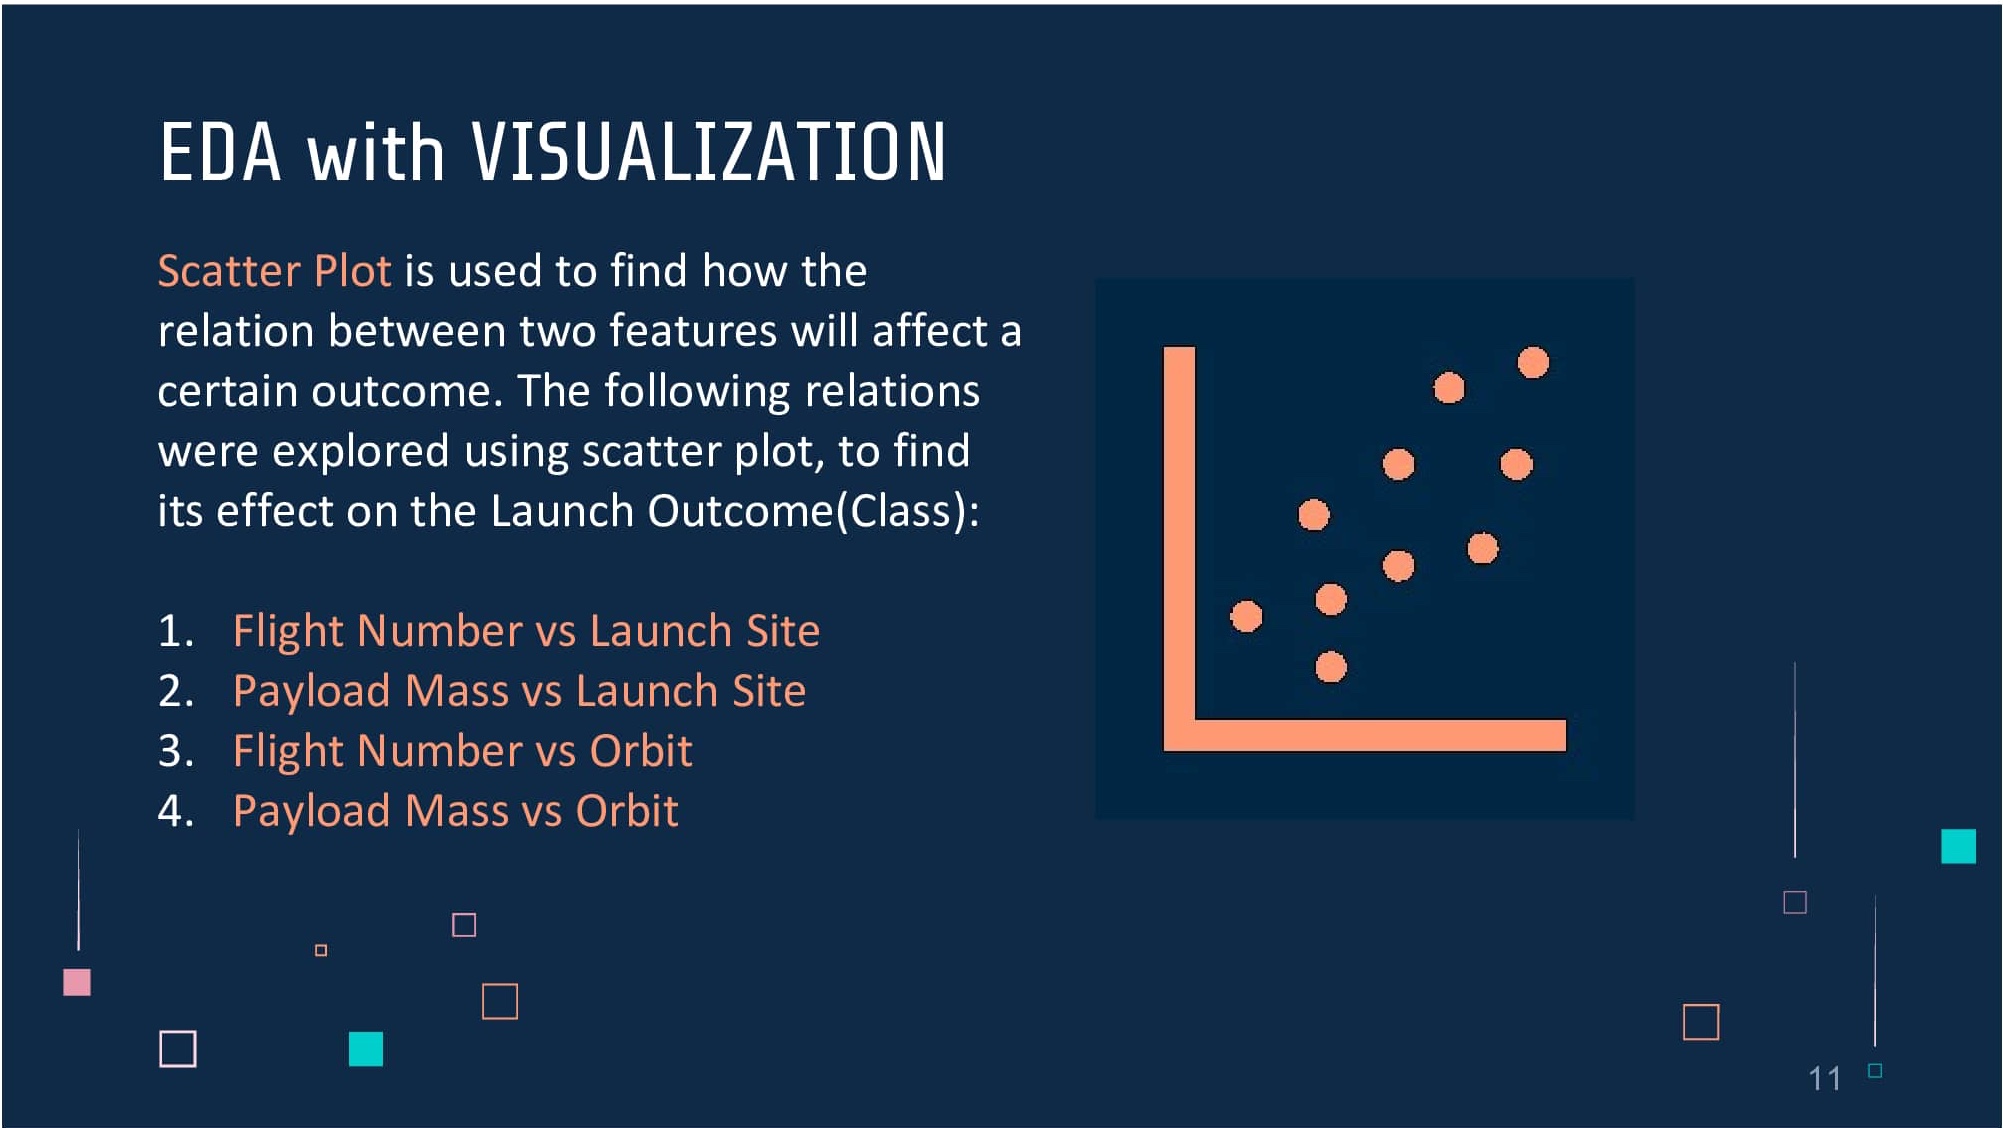 EDA with VISUALIZATION
Scatter Plot is used to find how the
relation between two features will affect a
certain outcome. The following relations
were explored using scatter plot, to find
its effect on the Launch Outcome(Class):
1. Flight Number vs Launch Site
2. Payload Mass vs Launch Site
3. Flight Number vs Orbit
4. Payload Mass vs Orbit
11